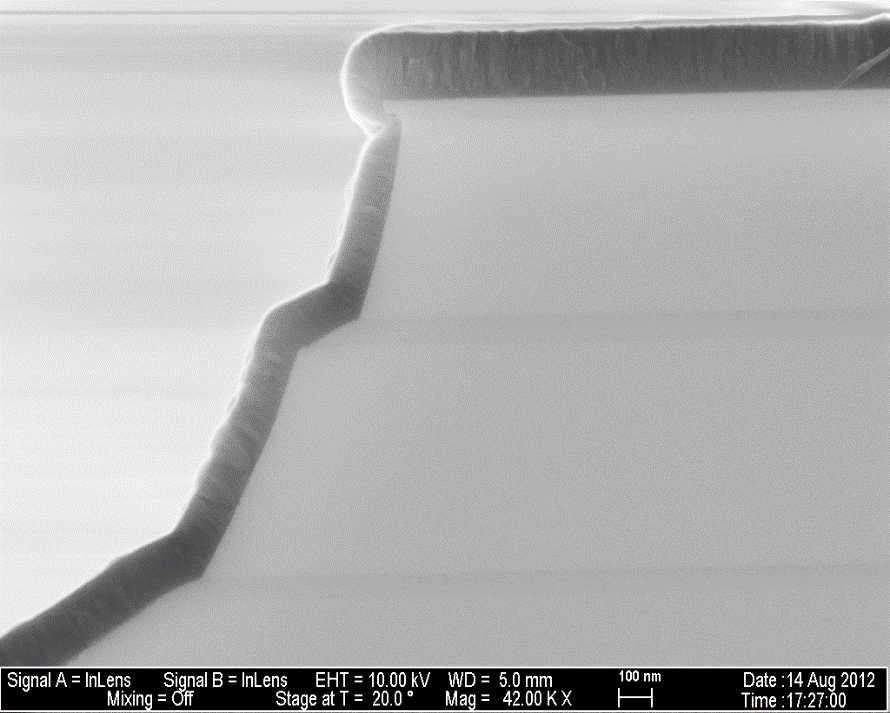 Signal A = InLens Signal B = InLens EHT = 10.00 kV WD = 5.0 mm 100 nm Date :14 Aug 2012
Mixing = Off Stage at T = 20.0 ° Mag = 42.00 K X Time :17:27:00